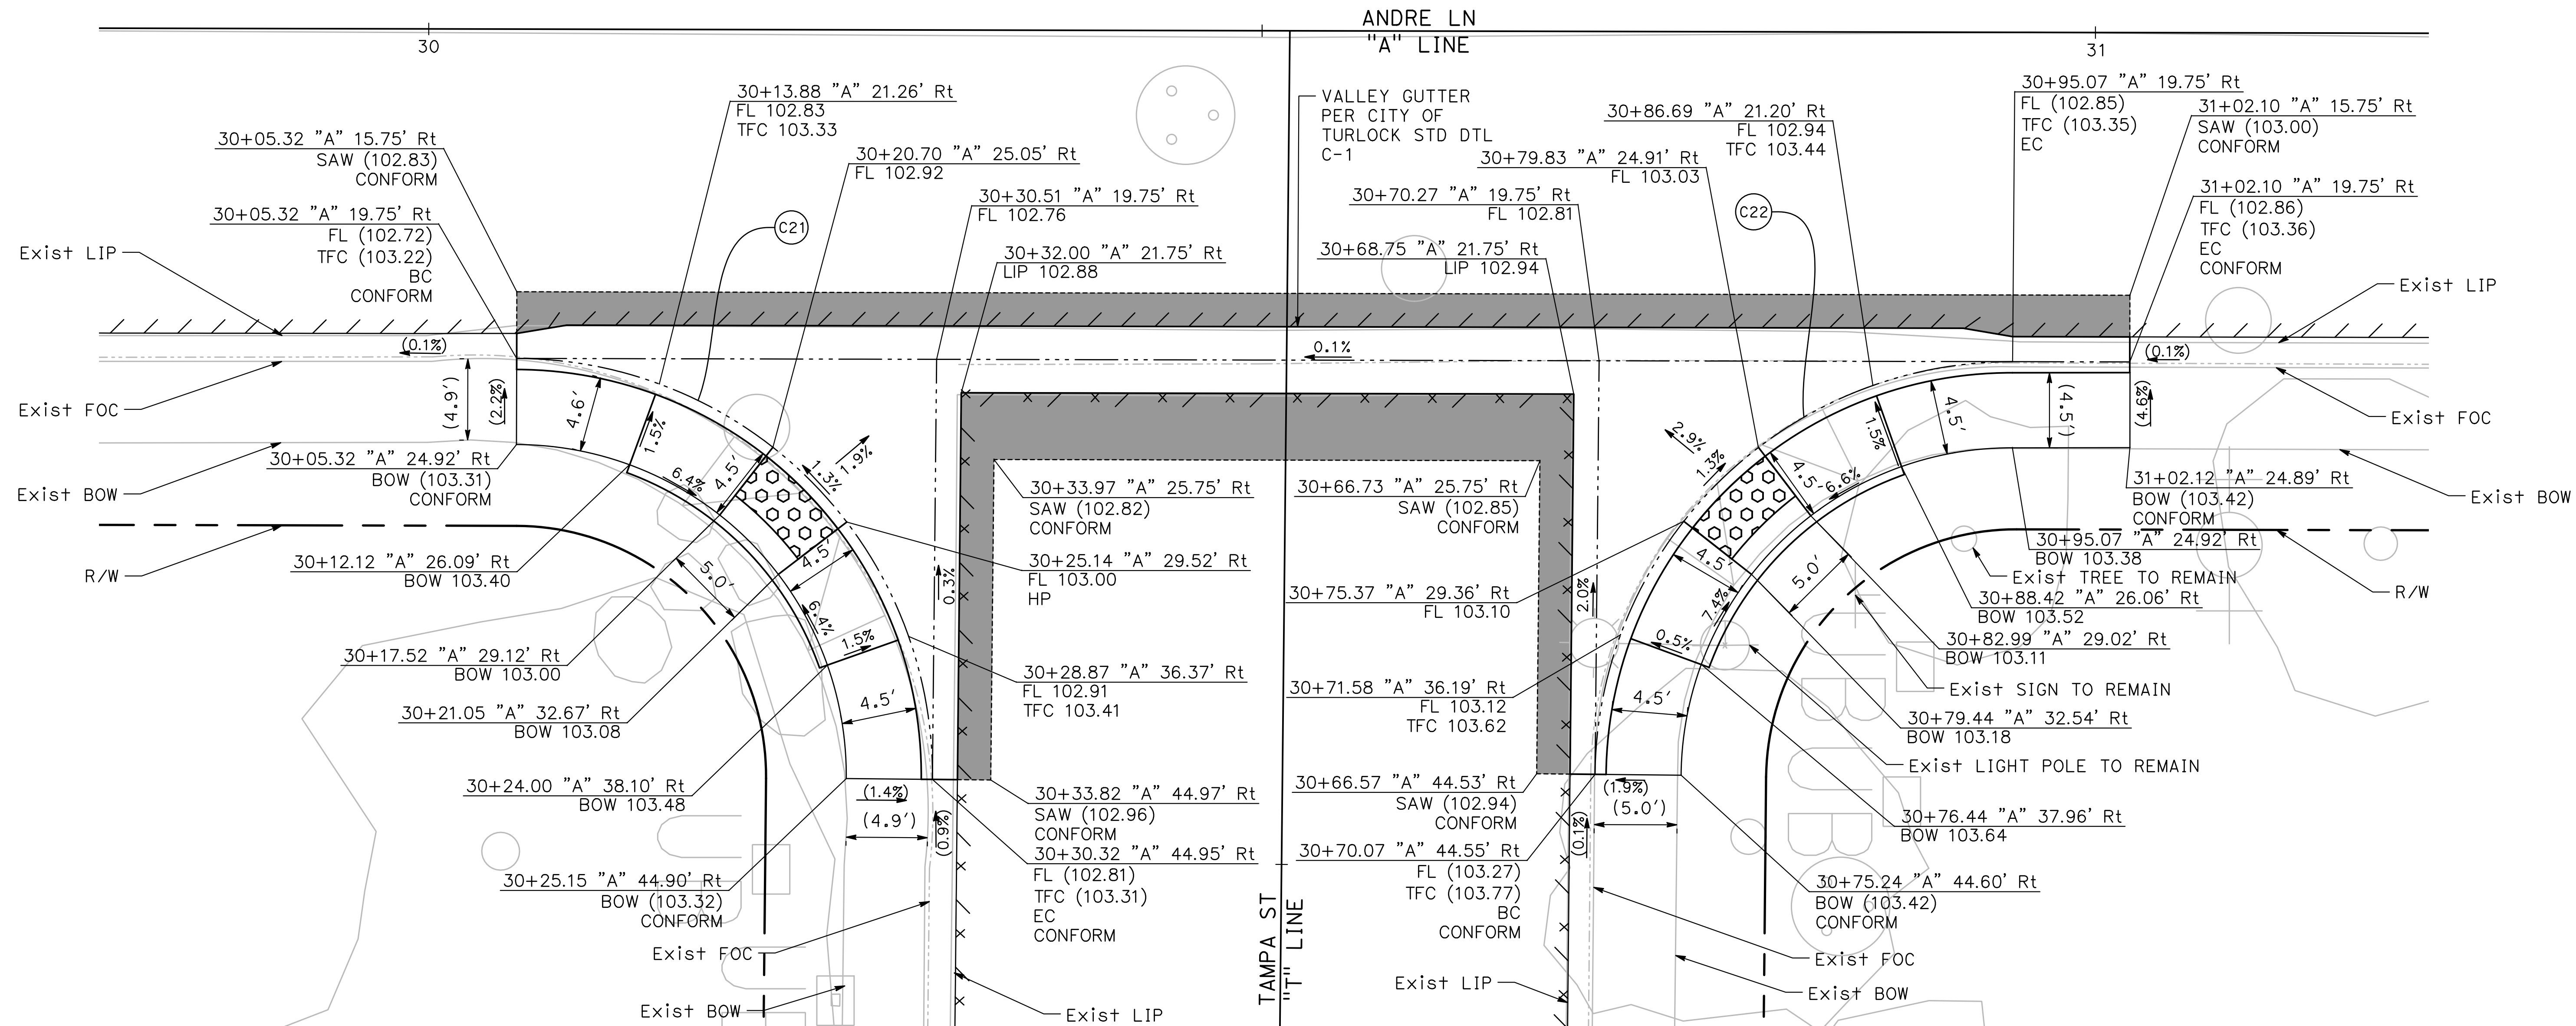 ANDRE LN
"A" LINE
30
31
30+13.88 "A" 21.26' Rt
FL 102.83
TFC 103.33
30+05.32 "A" 15.75' Rt
SAW (102.83)
CONFORM
30+20.70 "A" 25.05' Rt
FL 102.92
30+05.32 "A" 19.75' Rt
FL (102.72)
TFC (103.22)
BC
CONFORM
30+30.51 "A" 19.75' Rt
FL 102.76
C21
30+32.00 "A" 21.75' Rt
LIP 102.88
VALLEY GUTTER
PER CITY OF
TURLOCK STD DTL
C-1
30+86.69 "A" 21.20' Rt
FL 102.94
TFC 103.44
30+79.83 "A" 24.91' Rt
FL 103.03
30+70.27 "A" 19.75' Rt
FL 102.81
C22
30+68.75 "A" 21.75' Rt
LIP 102.94
30+95.07 "A" 19.75' Rt
FL (102.85)
TFC (103.35)
EC
31+02.10 "A" 15.75' Rt
SAW (103.00)
CONFORM
31+02.10 "A" 19.75' Rt
FL (102.86)
TFC (103.36)
EC
CONFORM
Exist LIP
Exist LIP
(0.1%)
0.1%
(0.1%)
Exist FOC
(4.9')
(2.2%)
4.6'
1.5%
6.4%
4.5'
1.3%
1.9%
2.9%
1.3%
4.5'
6.6%
1.5%
4.5'
(4.5')
(4.6%)
Exist FOC
30+05.32 "A" 24.92' Rt
BOW (103.31)
CONFORM
Exist BOW
R/W
30+12.12 "A" 26.09' Rt
BOW 103.40
5.0'
4.5'
6.4%
1.5%
0.3%
30+33.97 "A" 25.75' Rt
SAW (102.82)
CONFORM
30+25.14 "A" 29.52' Rt
FL 103.00
HP
30+66.73 "A" 25.75' Rt
SAW (102.85)
CONFORM
30+75.37 "A" 29.36' Rt
FL 103.10
2.0%
4.5'
7.4%
5.0'
0.5%
31+02.12 "A" 24.89' Rt
BOW (103.42)
CONFORM
Exist BOW
30+95.07 "A" 24.92' Rt
BOW 103.38
Exist TREE TO REMAIN
R/W
30+88.42 "A" 26.06' Rt
BOW 103.52
30+82.99 "A" 29.02' Rt
BOW 103.11
Exist SIGN TO REMAIN
30+17.52 "A" 29.12' Rt
BOW 103.00
30+28.87 "A" 36.37' Rt
FL 102.91
TFC 103.41
30+71.58 "A" 36.19' Rt
FL 103.12
TFC 103.62
4.5'
4.5'
30+21.05 "A" 32.67' Rt
BOW 103.08
30+79.44 "A" 32.54' Rt
BOW 103.18
Exist LIGHT POLE TO REMAIN
30+24.00 "A" 38.10' Rt
BOW 103.48
(1.4%)
(4.9')
(0.9%)
30+33.82 "A" 44.97' Rt
SAW (102.96)
CONFORM
30+30.32 "A" 44.95' Rt
FL (102.81)
TFC (103.31)
EC
CONFORM
30+66.57 "A" 44.53' Rt
SAW (102.94)
CONFORM
30+70.07 "A" 44.55' Rt
FL (103.27)
TFC (103.77)
BC
CONFORM
(1.9%)
(5.0')
(0.1%)
30+76.44 "A" 37.96' Rt
BOW 103.64
30+25.15 "A" 44.90' Rt
BOW (103.32)
CONFORM
30+75.24 "A" 44.60' Rt
BOW (103.42)
CONFORM
Exist FOC
TAMPA ST
"T" LINE
Exist FOC
Exist LIP
Exist BOW
Exist BOW
Exist LIP